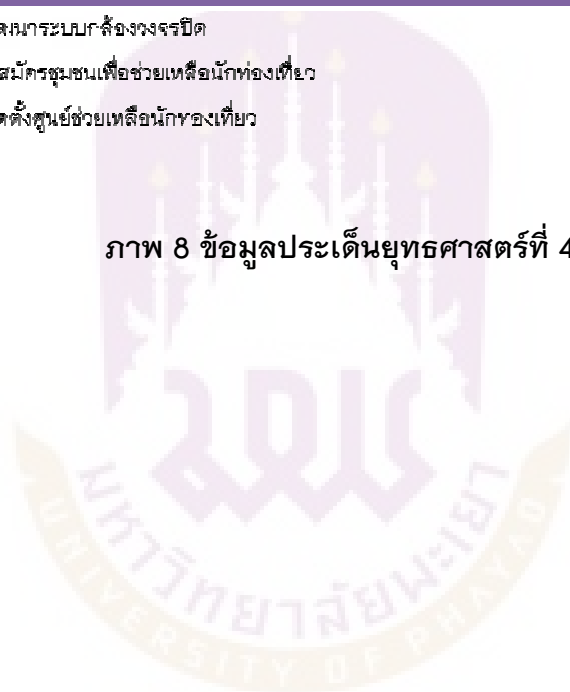 ระบบกล้องวงจรปิด
สมัครชุมชนเพื่อช่วยเหลือนักท่องเที่ยว
ตั้งศูนย์ช่วยเหลือนักท่องเที่ยว
ภาพ 8 ข้อมูลประเด็นยุทธศาสตร์ที่ 4
มหาวิทยาลัยพะเยา
UNIVERSITY OF PHAYAO